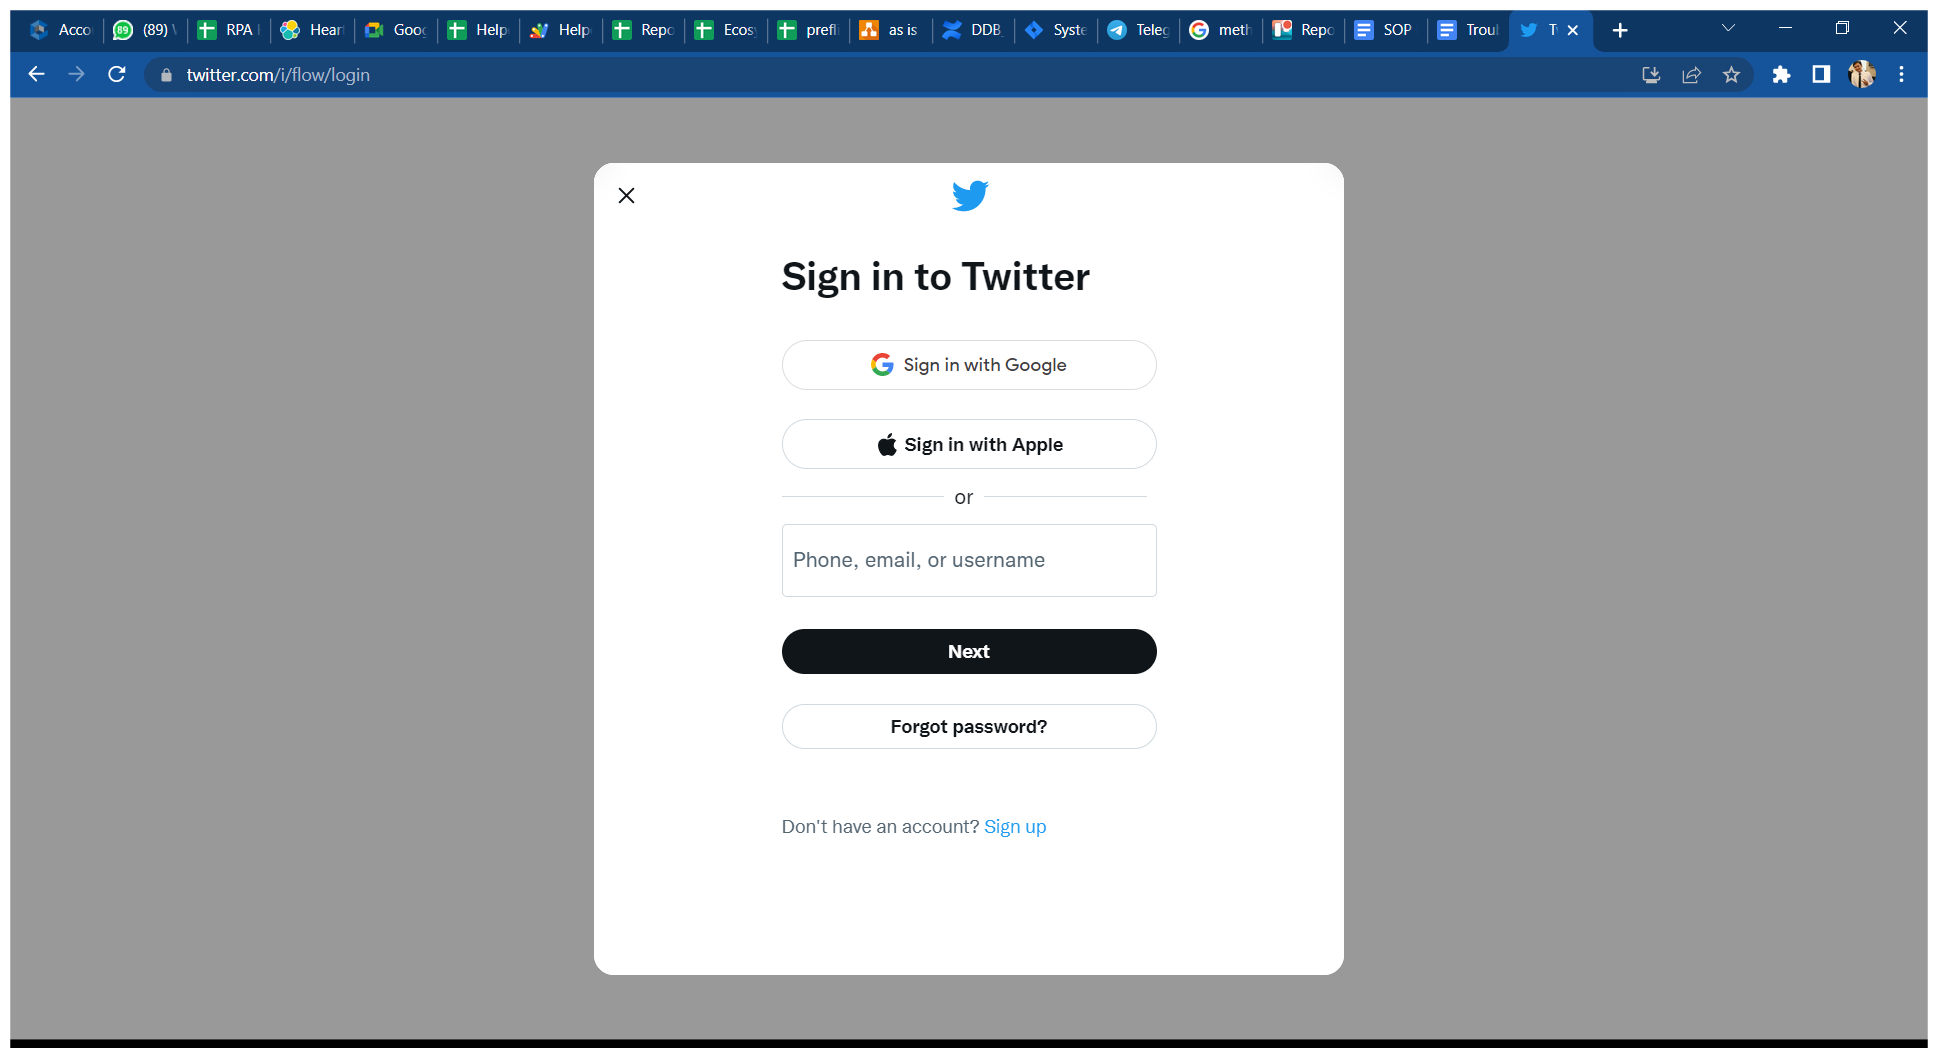 Acco (89) RPA Hear Goog Help Help Repo Ecos prefi as is DDB_ Syste Teleg meth Repo SOP Troul T
twitter.com/i/flow/login
Sign in to Twitter
Sign in with Google
Sign in with Apple
or
Phone, email, or username
Next
Forgot password?
Don't have an account? Sign up